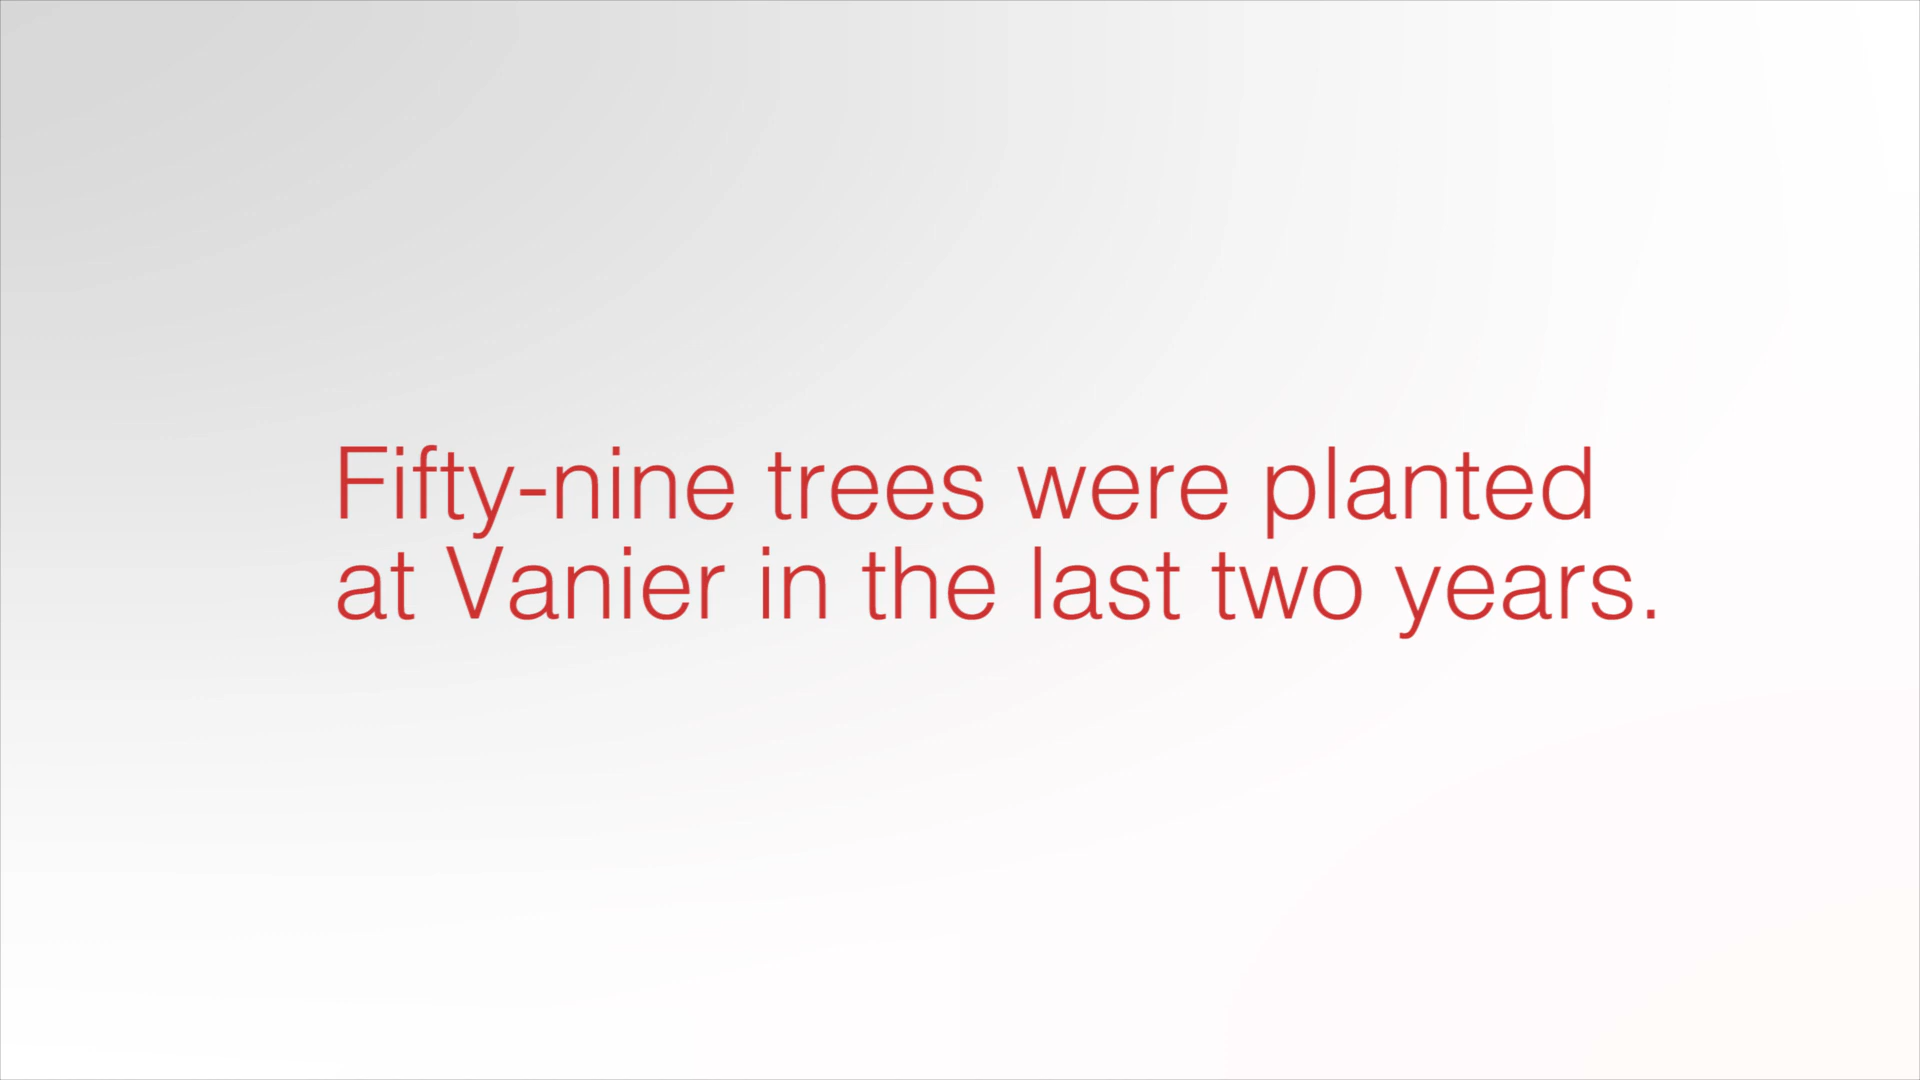 Fifty-nine trees were planted
at Vanier in the last two years.